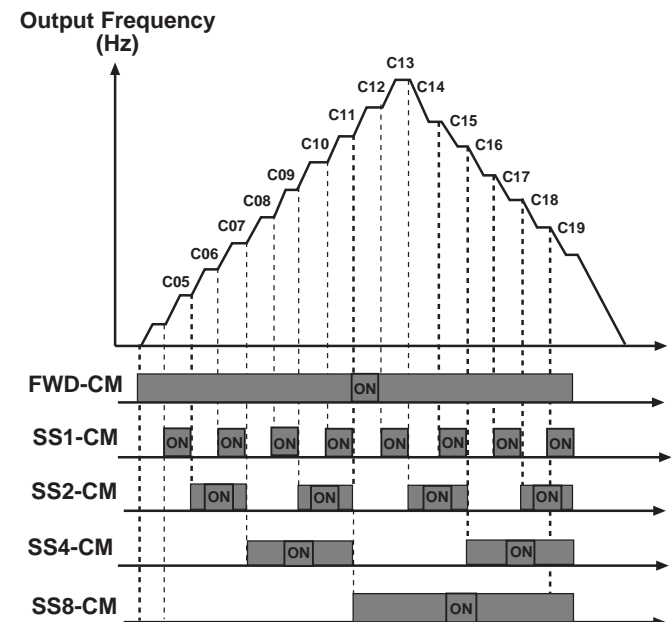 Output Frequency
(Hz)
C13
C12
C14
C11
C15
C10
C16
C09
C17
C08
C18
C07
C19
C06
C05
FWD-CM ON
SS1-CM ON ON ON ON ON ON ON ON
SS2-CM ON ON ON ON
SS4-CM ON ON
SS8-CM ON